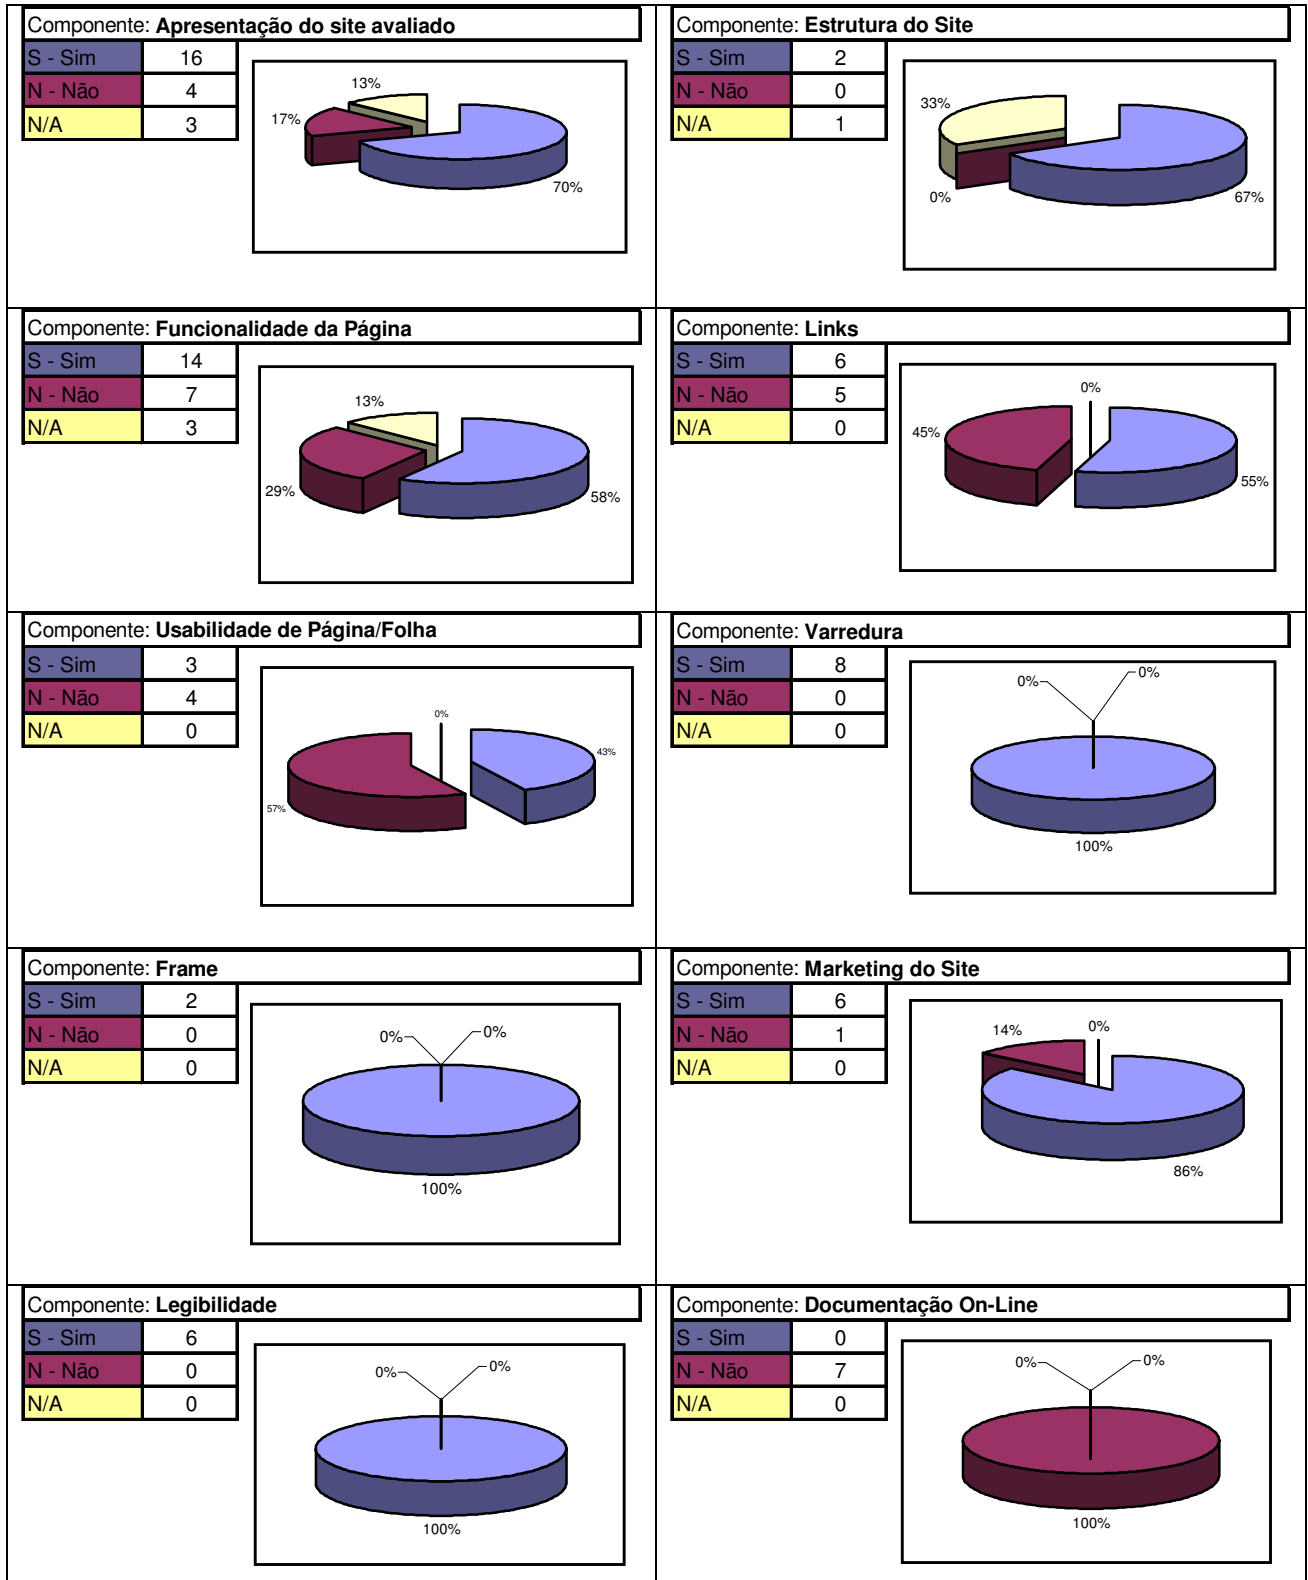 Componente: Apresentação do site avaliado
S - Sim 16
N - Não 4
N/A 3
13%
17%
70%
Componente: Estrutura do Site
S - Sim 2
N - Não 0
N/A 1
33%
0%
67%
Componente: Funcionalidade da Página
S - Sim 14
N - Não 7
N/A 3
13%
29%
58%
Componente: Links
S - Sim 6
N - Não 5
N/A 0
0%
45%
55%
Componente: Usabilidade de Página/Folha
S - Sim 3
N - Não 4
N/A 0
0%
43%
57%
Componente: Varredura
S - Sim 8
N - Não 0
N/A 0
0% 0%
100%
Componente: Frame
S - Sim 2
N - Não 0
N/A 0
0% 0%
100%
Componente: Marketing do Site
S - Sim 6
N - Não 1
N/A 0
14% 0%
86%
Componente: Legibilidade
S - Sim 6
N - Não 0
N/A 0
0% 0%
100%
Componente: Documentação On-Line
S - Sim 0
N - Não 7
N/A 0
0% 0%
100%